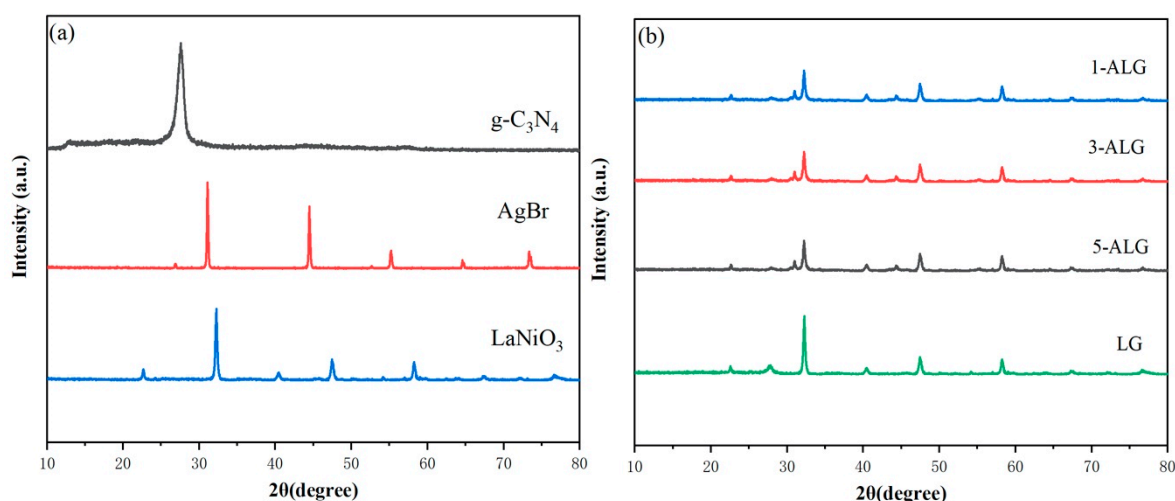 (a)
g-C₃N₄
AgBr
LaNiO₃
Intensity (a.u.)
10 20 30 40 50 60 70 80
2θ(degree)
(b)
1-ALG
3-ALG
5-ALG
LG
Intensity (a.u.)
10 20 30 40 50 60 70 80
2θ(degree)